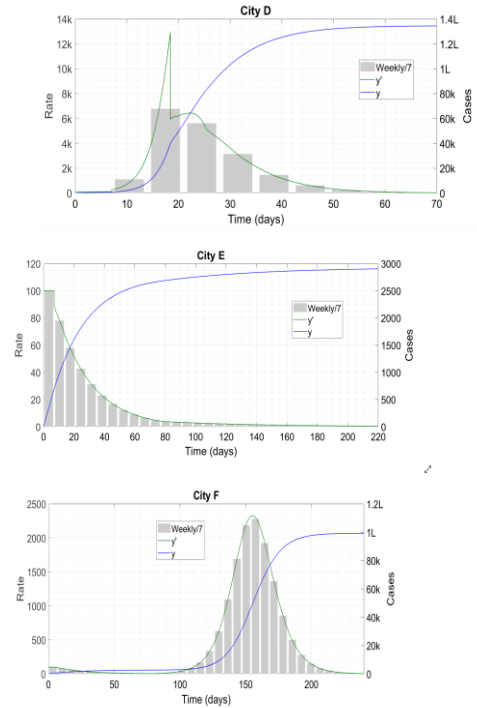 City D
14k 1.4L
12k 1.2L
10k 1L
8k 80k
6k 60k
4k 40k
2k 20k
0 0
Rate
Cases
Weekly/7
y'
y
0 10 20 30 40 50 60 70
Time (days)
City E
120 3000
100 2500
80 2000
60 1500
40 1000
20 500
0 0
Rate
Cases
Weekly/7
y'
y
0 20 40 60 80 100 120 140 160 180 200 220
Time (days)
City F
2500 1.2L
2000 1L
80k
1500 60k
1000 40k
500 20k
0 0
Rate
Cases
Weekly/7
y'
y
0 50 100 150 200
Time (days)